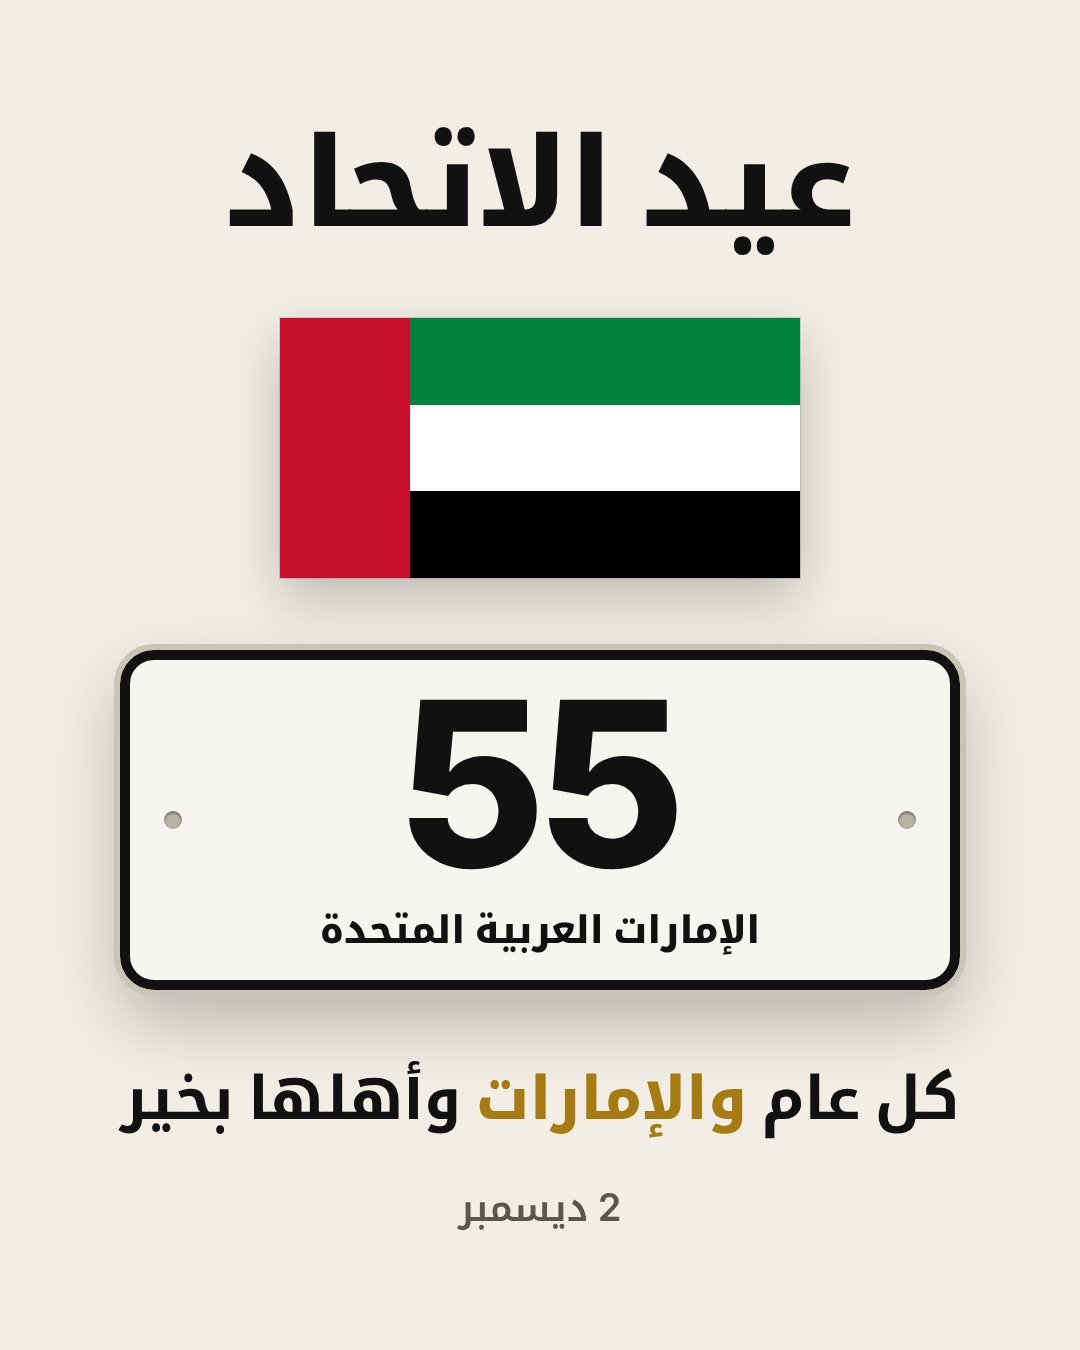 عيد الاتحاد
55
الإمارات العربية المتحدة
كل عام والإمارات وأهلها بخير
2 ديسمبر